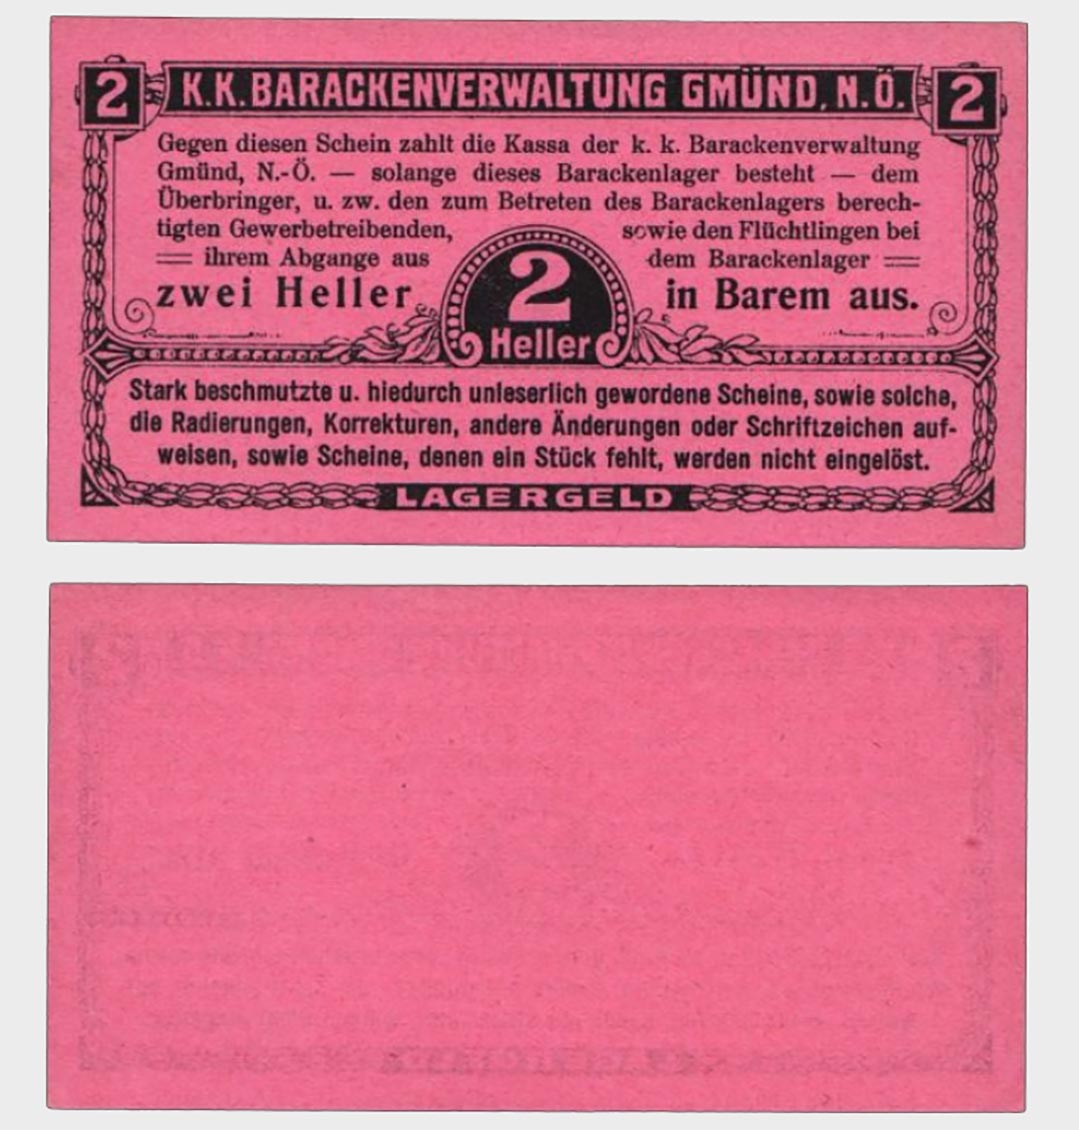 2 K.K. BARACKENVERWALTUNG GMÜND, N.Ö. 2
Gegen diesen Schein zahlt die Kassa der k. k. Barackenverwaltung
Gmünd, N.-Ö. — solange dieses Barackenlager besteht — dem
Überbringer, u. zw. den zum Betreten des Barackenlagers berech-
tigten Gewerbetreibenden, sowie den Flüchtlingen bei
ihrem Abgange aus dem Barackenlager
zwei Heller in Barem aus.
2
Heller
Stark beschmutzte u. hiedurch unleserlich gewordene Scheine, sowie solche,
die Radierungen, Korrekturen, andere Änderungen oder Schriftzeichen auf-
weisen, sowie Scheine, denen ein Stück fehlt, werden nicht eingelöst.
LAGERGELD